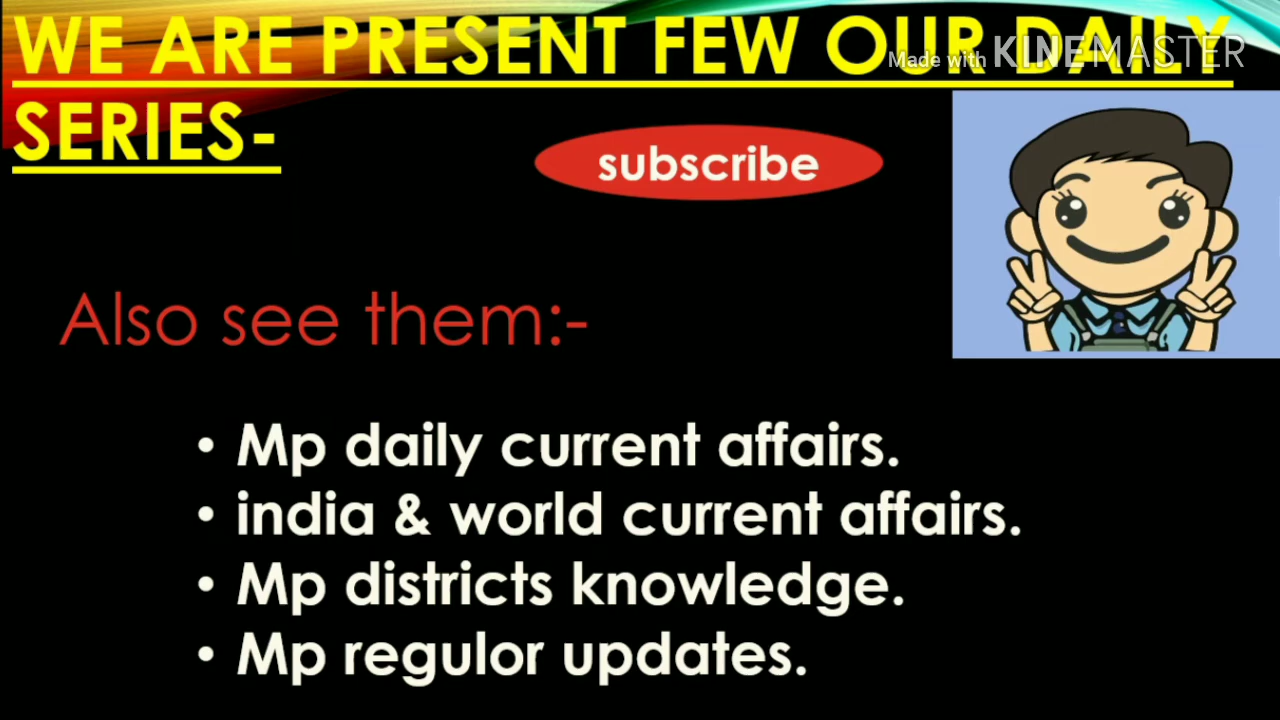 WE ARE PRESENT FEW OUR DAILY
Made with KINEMASTER
SERIES-
subscribe
Also see them:-
• Mp daily current affairs.
• india & world current affairs.
• Mp districts knowledge.
• Mp regulor updates.